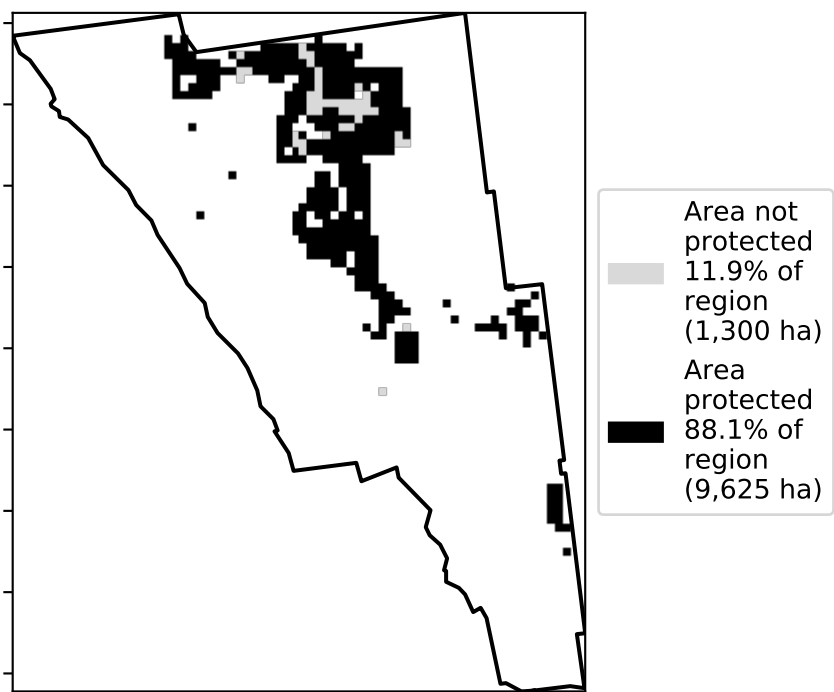 Area not
protected
11.9% of
region
(1,300 ha)
Area
protected
88.1% of
region
(9,625 ha)